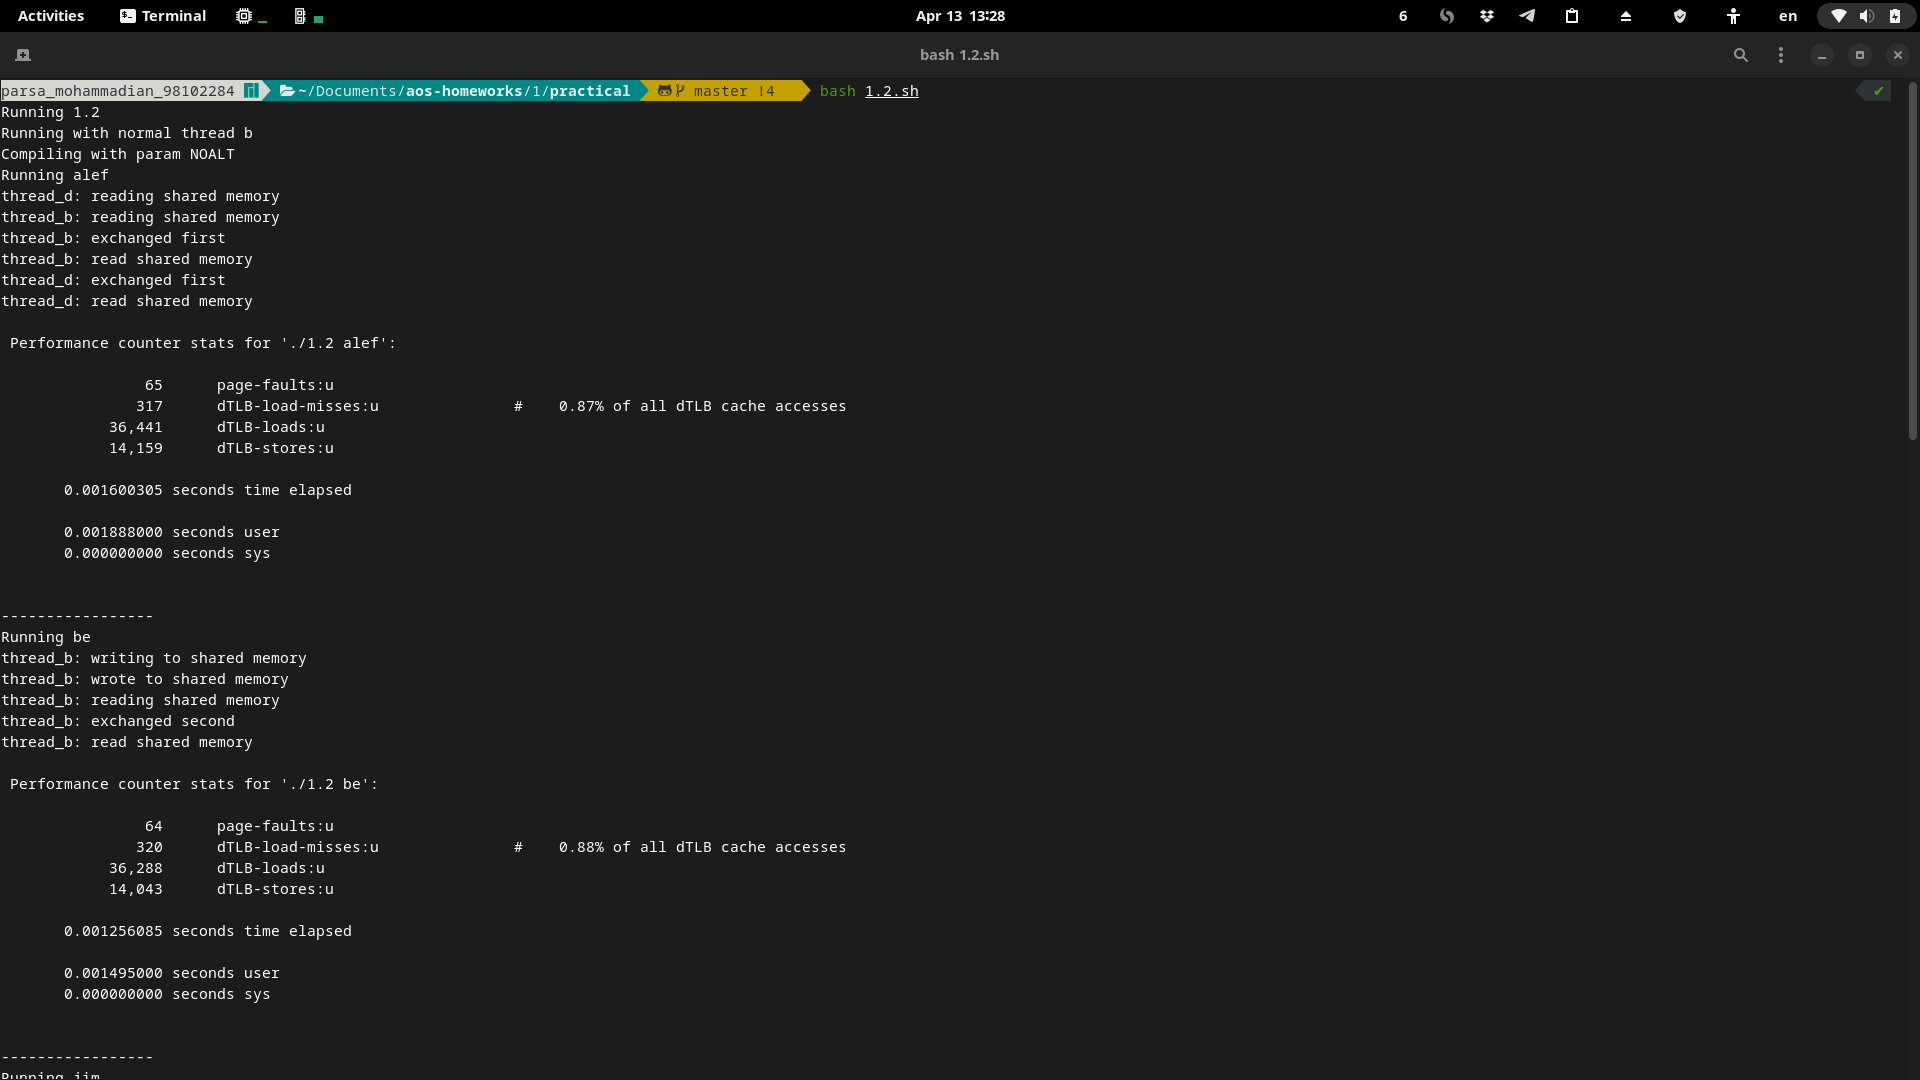 Activities Terminal Apr 13 13:28 6 en
bash 1.2.sh
parsa_mohammadian_98102284 ~/Documents/aos-homeworks/1/practical master !4 bash 1.2.sh ✔
Running 1.2
Running with normal thread b
Compiling with param NOALT
Running alef
thread_d: reading shared memory
thread_b: reading shared memory
thread_b: exchanged first
thread_b: read shared memory
thread_d: exchanged first
thread_d: read shared memory
Performance counter stats for './1.2 alef':
65 page-faults:u
317 dTLB-load-misses:u # 0.87% of all dTLB cache accesses
36,441 dTLB-loads:u
14,159 dTLB-stores:u
0.001600305 seconds time elapsed
0.001888000 seconds user
0.000000000 seconds sys
-----------------
Running be
thread_b: writing to shared memory
thread_b: wrote to shared memory
thread_b: reading shared memory
thread_b: exchanged second
thread_b: read shared memory
Performance counter stats for './1.2 be':
64 page-faults:u
320 dTLB-load-misses:u # 0.88% of all dTLB cache accesses
36,288 dTLB-loads:u
14,043 dTLB-stores:u
0.001256085 seconds time elapsed
0.001495000 seconds user
0.000000000 seconds sys
-----------------
Running jim